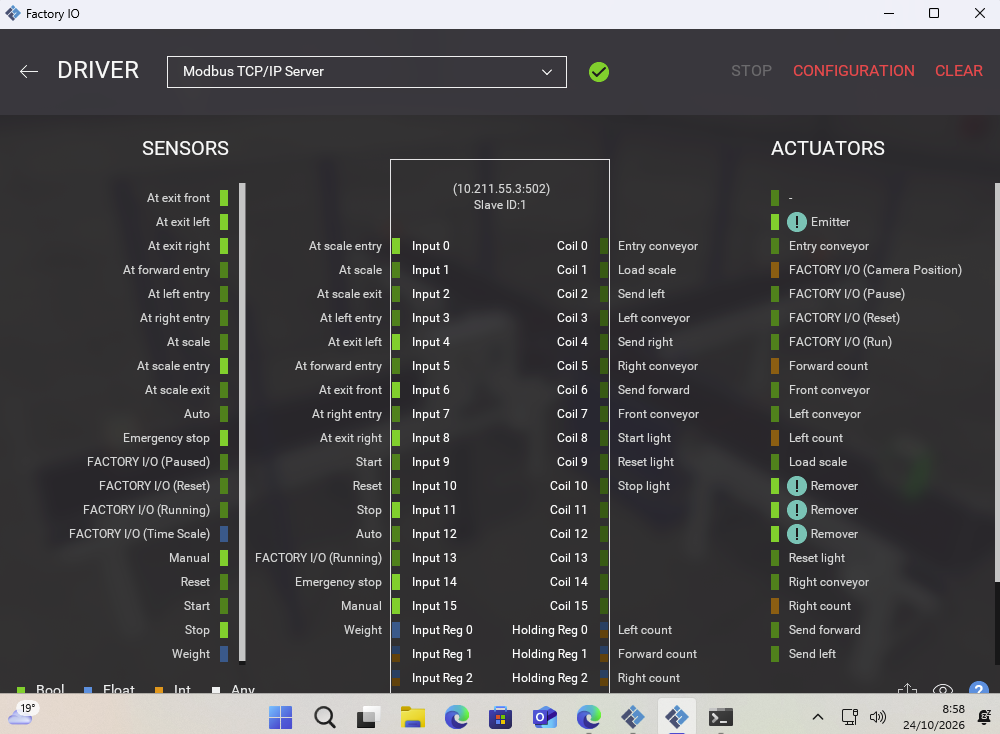 Factory IO
DRIVER
Modbus TCP/IP Server
STOP
CONFIGURATION
CLEAR
SENSORS
At exit front
At exit left
At exit right
At forward entry
At left entry
At right entry
At scale
At scale entry
At scale exit
Auto
Emergency stop
FACTORY I/O (Paused)
FACTORY I/O (Reset)
FACTORY I/O (Running)
FACTORY I/O (Time Scale)
Manual
Reset
Start
Stop
Weight
(10.211.55.3:502)
Slave ID:1
At scale entry Input 0 Coil 0 Entry conveyor
At scale Input 1 Coil 1 Load scale
At scale exit Input 2 Coil 2 Send left
At left entry Input 3 Coil 3 Left conveyor
At exit left Input 4 Coil 4 Send right
At forward entry Input 5 Coil 5 Right conveyor
At exit front Input 6 Coil 6 Send forward
At right entry Input 7 Coil 7 Front conveyor
At exit right Input 8 Coil 8 Start light
Start Input 9 Coil 9 Reset light
Reset Input 10 Coil 10 Stop light
Stop Input 11 Coil 11
Auto Input 12 Coil 12
FACTORY I/O (Running) Input 13 Coil 13
Emergency stop Input 14 Coil 14
Manual Input 15 Coil 15
Weight Input Reg 0 Holding Reg 0 Left count
Input Reg 1 Holding Reg 1 Forward count
Input Reg 2 Holding Reg 2 Right count
ACTUATORS
-
! Emitter
Entry conveyor
FACTORY I/O (Camera Position)
FACTORY I/O (Pause)
FACTORY I/O (Reset)
FACTORY I/O (Run)
Forward count
Front conveyor
Left conveyor
Left count
Load scale
! Remover
! Remover
! Remover
Reset light
Right conveyor
Right count
Send forward
Send left
Bool Float Int Any
?
19°
8:58
24/10/2026